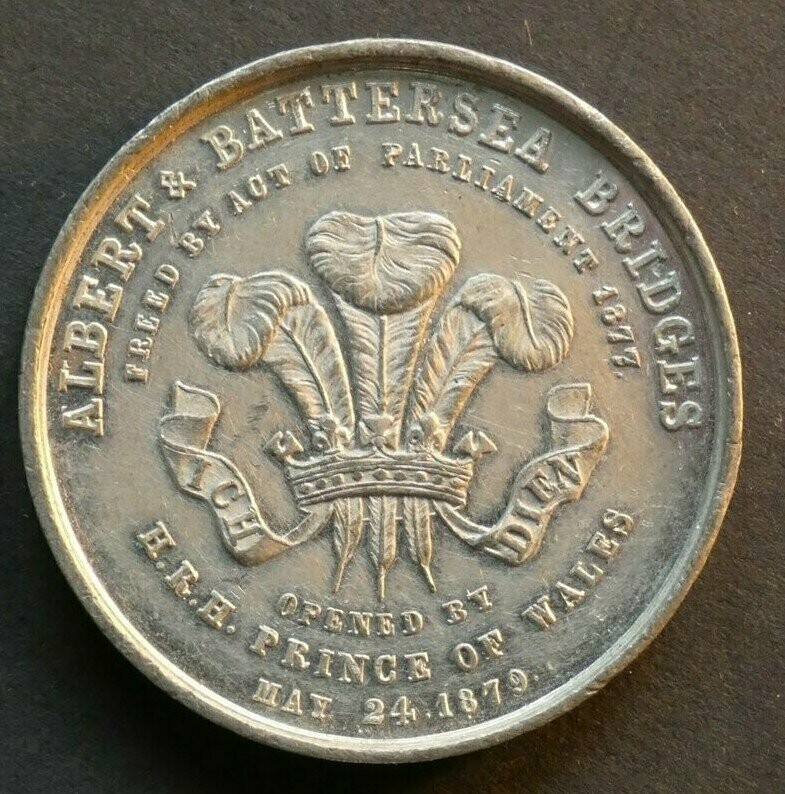 ALBERT & BATTERSEA BRIDGES
FREED BY ACT OF PARLIAMENT 1877.
ICH DIEN
OPENED BY
H.R.H. PRINCE OF WALES
MAY 24.1879.